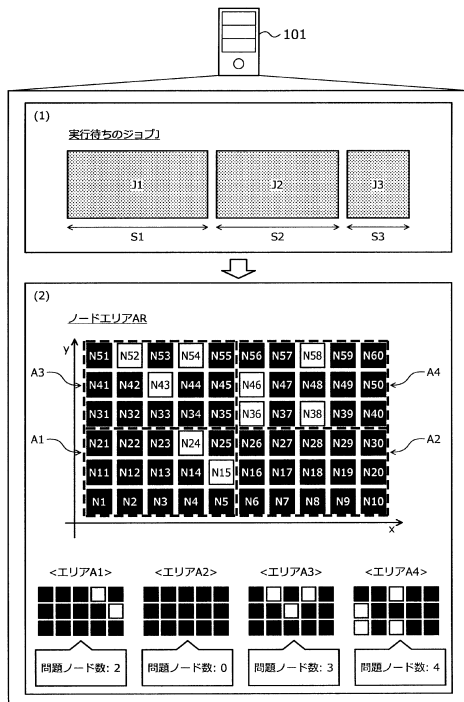 101
(1)
実行待ちのジョブJ
J1 J2 J3
S1 S2 S3
(2)
ノードエリアAR
y
N51 N52 N53 N54 N55 N56 N57 N58 N59 N60
A3 A4
N41 N42 N43 N44 N45 N46 N47 N48 N49 N50
N31 N32 N33 N34 N35 N36 N37 N38 N39 N40
A1 N21 N22 N23 N24 N25 N26 N27 N28 N29 N30 A2
N11 N12 N13 N14 N15 N16 N17 N18 N19 N20
N1 N2 N3 N4 N5 N6 N7 N8 N9 N10
x
<エリアA1> <エリアA2> <エリアA3> <エリアA4>
問題ノード数: 2 問題ノード数: 0 問題ノード数: 3 問題ノード数: 4